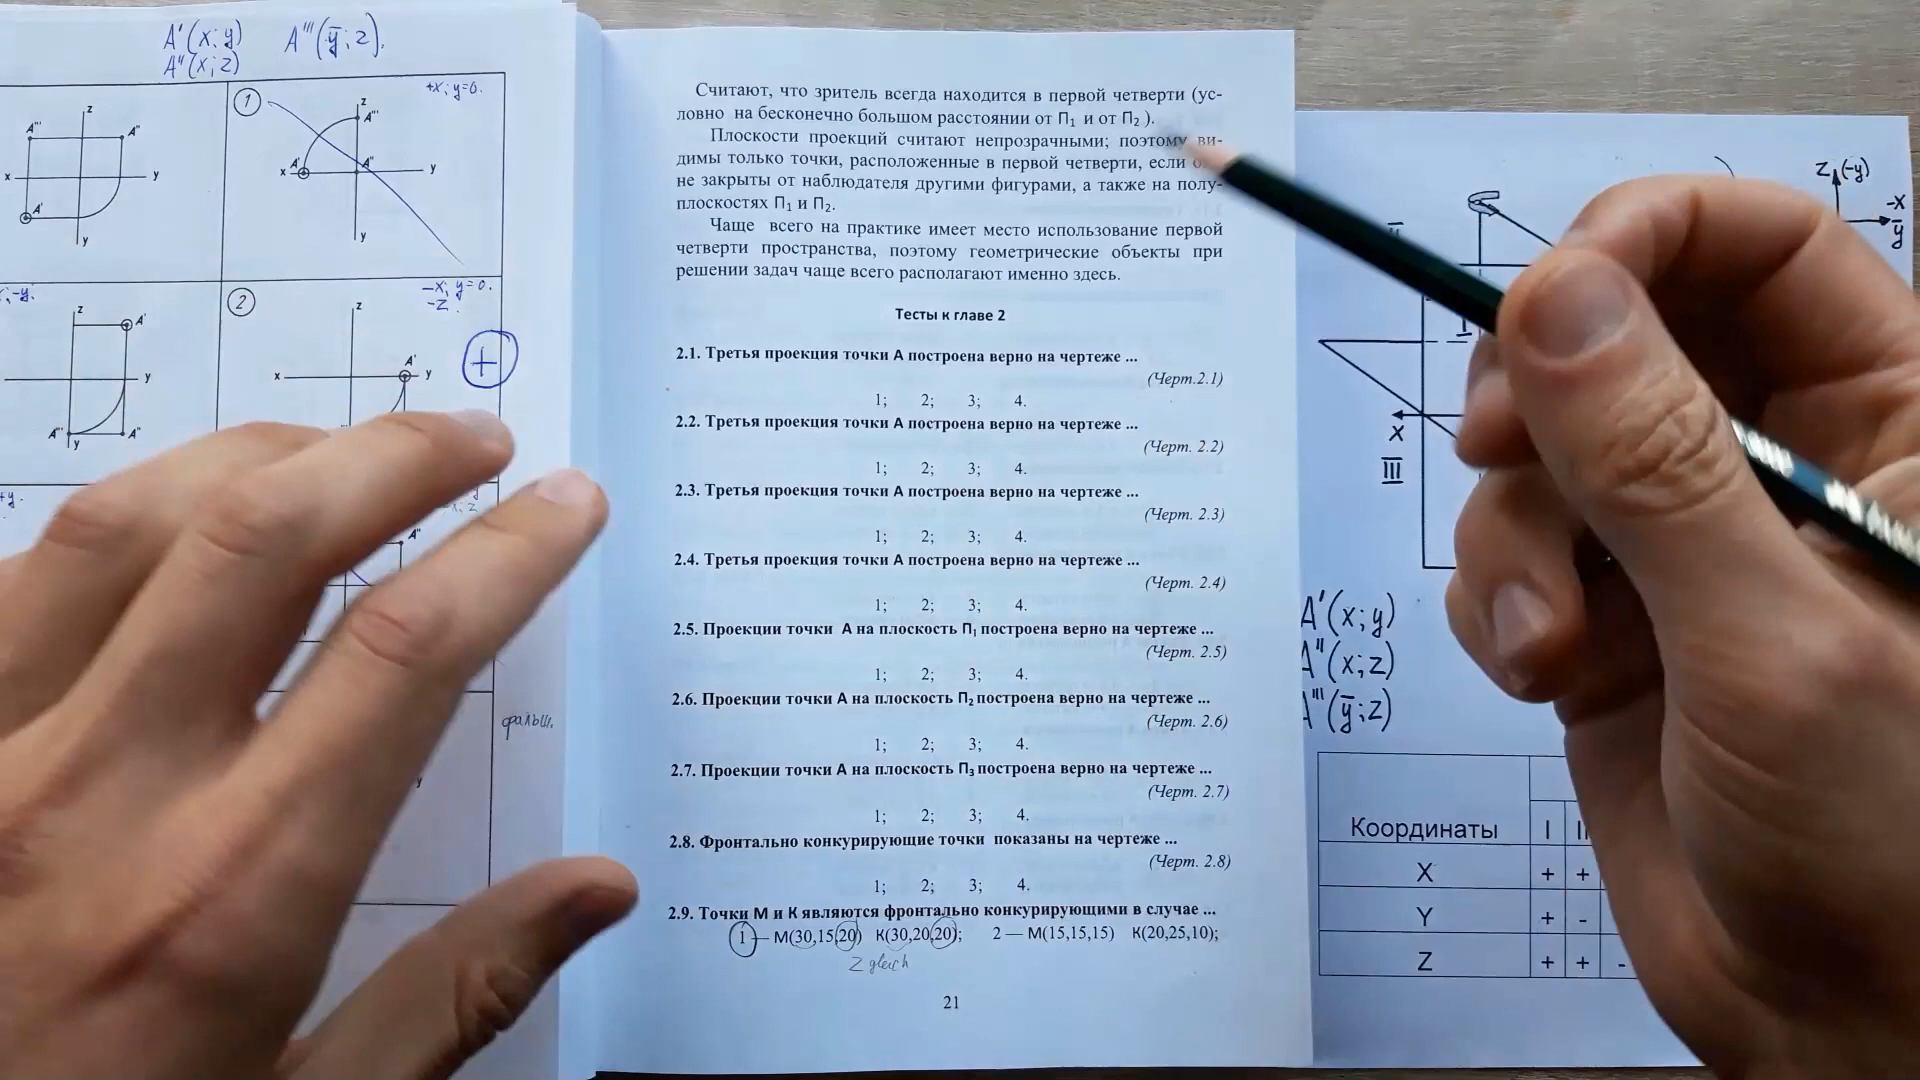 A'(x; y) A'''(y̅; z).
A''(x; z)
z
A''' A''
x y
A'
y
1
+x; y=0.
z
A'''
A' A''
x y
y
-y.
z
A'
y
A''' A''
y
2
-x; y=0.
-z.
z
A'
x y
+
+y.
A''
фальш.
Считают, что зритель всегда находится в первой четверти (ус-
ловно на бесконечно большом расстоянии от П₁ и от П₂ ).
Плоскости проекций считают непрозрачными; поэтому ви-
димы только точки, расположенные в первой четверти, если
не закрыты от наблюдателя другими фигурами, а также на полу-
плоскостях П₁ и П₂.
Чаще всего на практике имеет место использование первой
четверти пространства, поэтому геометрические объекты при
решении задач чаще всего располагают именно здесь.
Тесты к главе 2
2.1. Третья проекция точки А построена верно на чертеже ...
(Черт.2.1)
1; 2; 3; 4.
2.2. Третья проекция точки А построена верно на чертеже ...
(Черт. 2.2)
1; 2; 3; 4.
2.3. Третья проекция точки А построена верно на чертеже ...
(Черт. 2.3)
1; 2; 3; 4.
2.4. Третья проекция точки А построена верно на чертеже ...
(Черт. 2.4)
1; 2; 3; 4.
2.5. Проекции точки А на плоскость П₁ построена верно на чертеже ...
(Черт. 2.5)
1; 2; 3; 4.
2.6. Проекции точки А на плоскость П₂ построена верно на чертеже ...
(Черт. 2.6)
1; 2; 3; 4.
2.7. Проекции точки А на плоскость П₃ построена верно на чертеже ...
(Черт. 2.7)
1; 2; 3; 4.
2.8. Фронтально конкурирующие точки показаны на чертеже ...
(Черт. 2.8)
1; 2; 3; 4.
2.9. Точки М и К являются фронтально конкурирующими в случае ...
1 — М(30,15,20) К(30,20,20); 2 — М(15,15,15) К(20,25,10);
Z gleich
21
Z (-y)
-X
y̅
II
I
X
III
A'(x; y)
A''(x; z)
A'''(y̅; z)
Координаты I II
X + +
Y + -
Z + + -